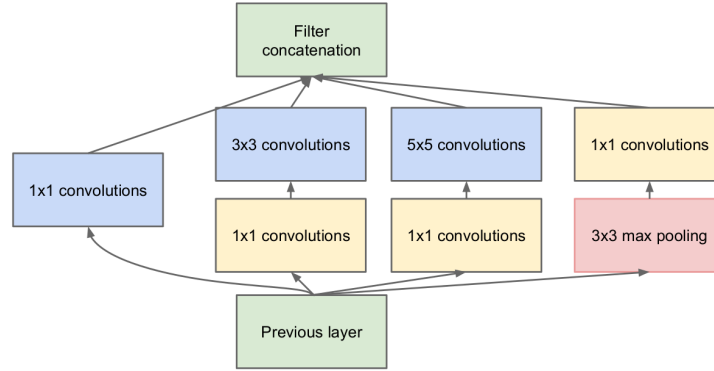 Filter
concatenation
3x3 convolutions
5x5 convolutions
1x1 convolutions
1x1 convolutions
1x1 convolutions
1x1 convolutions
3x3 max pooling
Previous layer